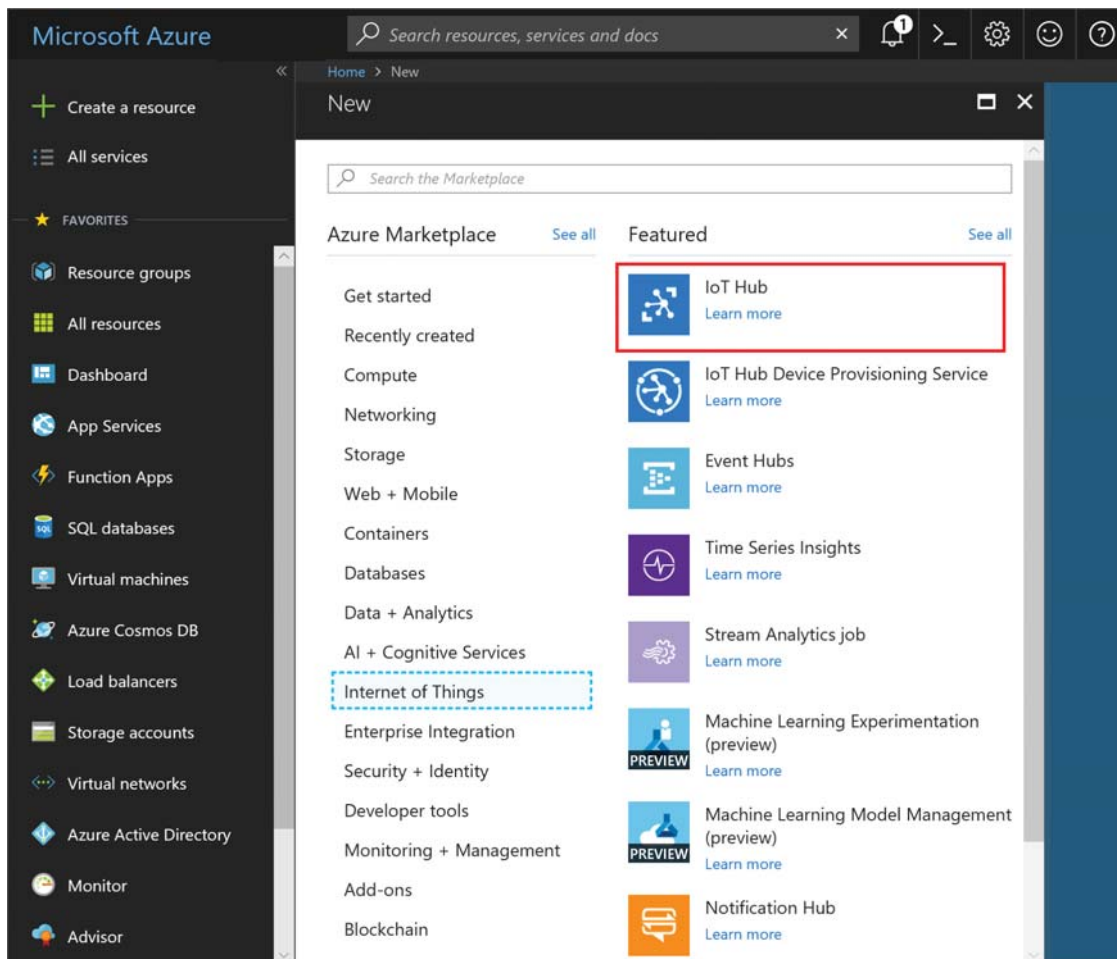 Microsoft Azure
Search resources, services and docs
1
Create a resource
All services
FAVORITES
Resource groups
All resources
Dashboard
App Services
Function Apps
SQL
SQL databases
Virtual machines
Azure Cosmos DB
Load balancers
Storage accounts
Virtual networks
Azure Active Directory
Monitor
Advisor
Home > New
New
Search the Marketplace
Azure Marketplace
See all
Get started
Recently created
Compute
Networking
Storage
Web + Mobile
Containers
Databases
Data + Analytics
AI + Cognitive Services
Internet of Things
Enterprise Integration
Security + Identity
Developer tools
Monitoring + Management
Add-ons
Blockchain
Featured
See all
IoT Hub
Learn more
IoT Hub Device Provisioning Service
Learn more
Event Hubs
Learn more
Time Series Insights
Learn more
Stream Analytics job
Learn more
PREVIEW
Machine Learning Experimentation
(preview)
Learn more
PREVIEW
Machine Learning Model Management
(preview)
Learn more
Notification Hub
Learn more